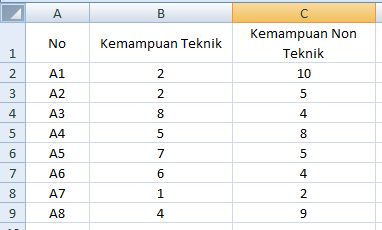 A B C
1 No Kemampuan Teknik Kemampuan Non
Teknik
2 A1 2 10
3 A2 2 5
4 A3 8 4
5 A4 5 8
6 A5 7 5
7 A6 6 4
8 A7 1 2
9 A8 4 9